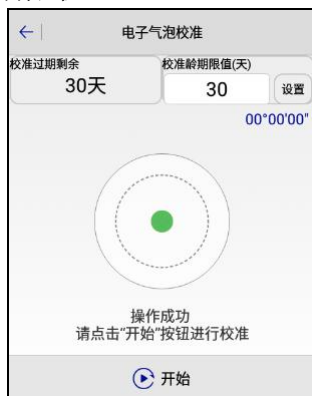 电子气泡校准
校准过期剩余
校准龄期限值(天)
30天
30
设置
00°00'00"
操作成功
请点击“开始”按钮进行校准
开始